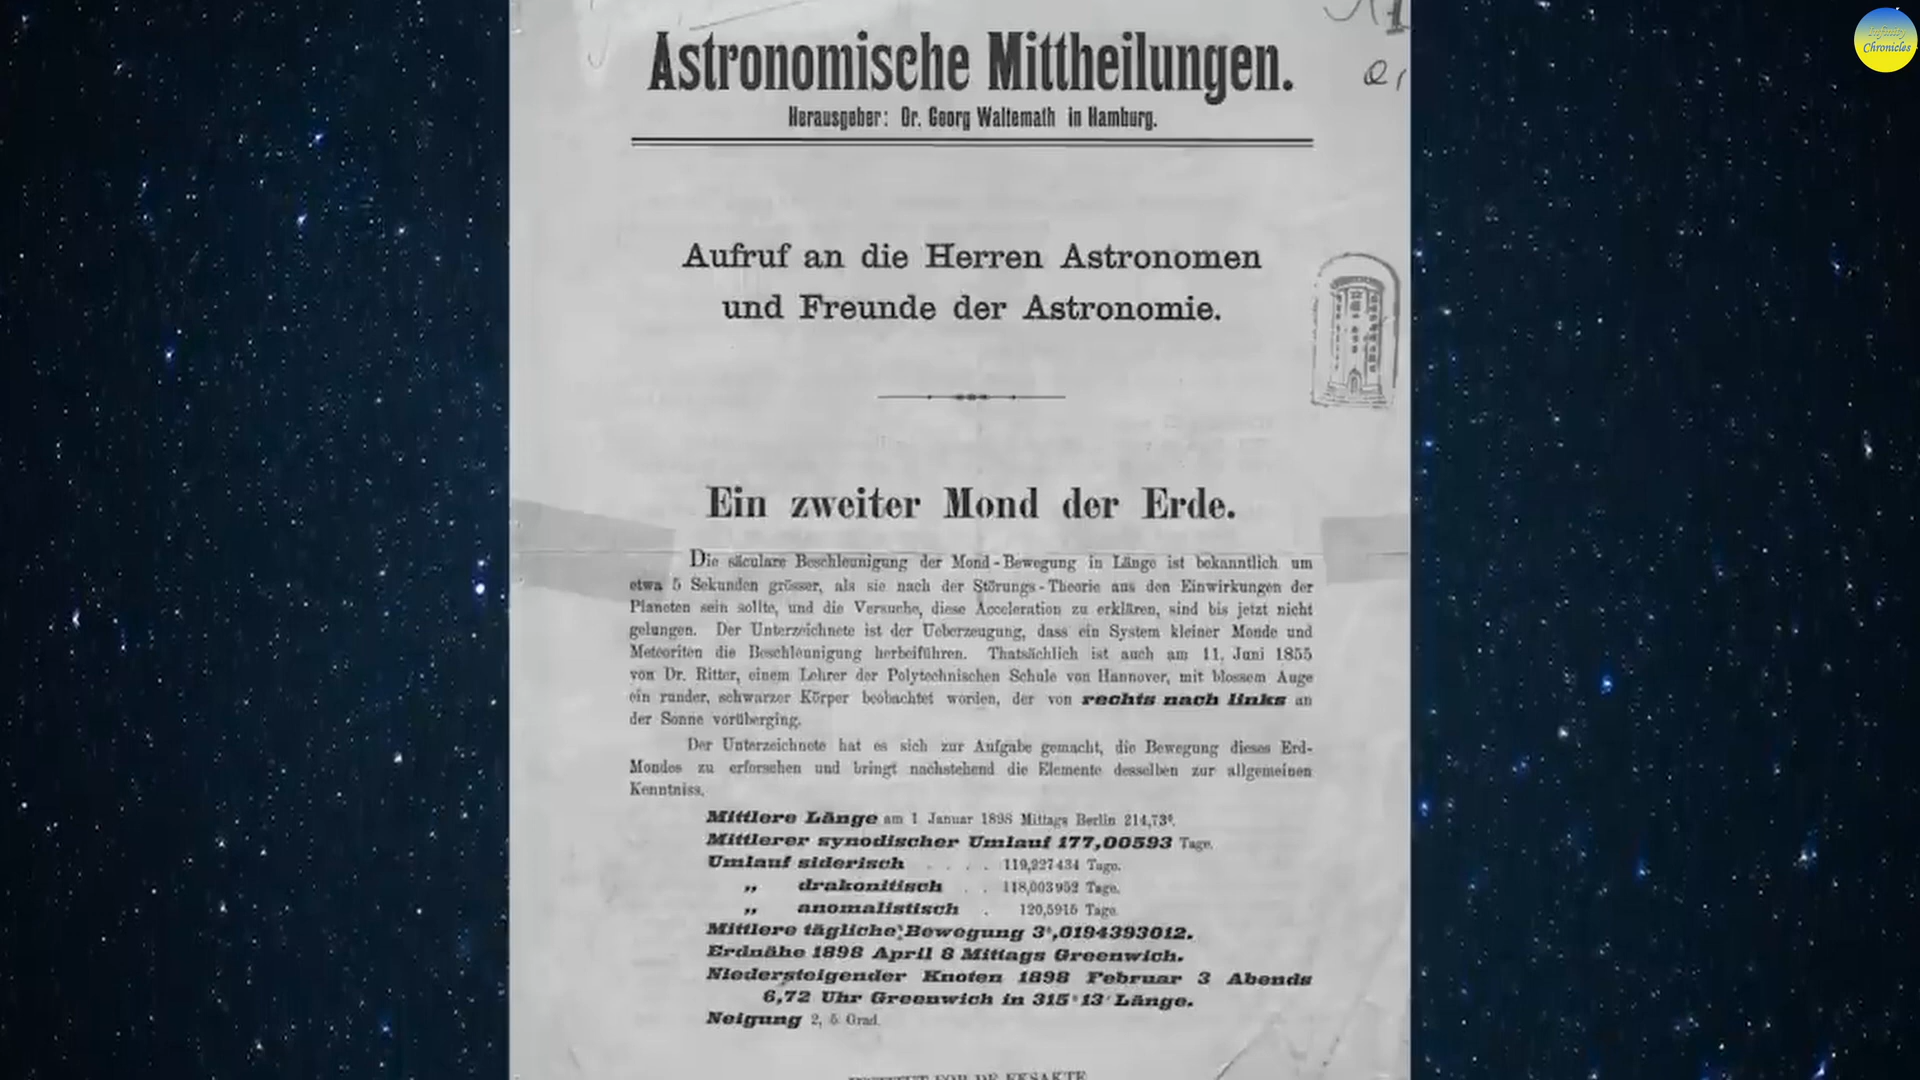 Infinity
Chronicles
Astronomische Mittheilungen.
Herausgeber: Dr. Georg Waltemath in Hamburg.
Aufruf an die Herren Astronomen
und Freunde der Astronomie.
Ein zweiter Mond der Erde.
Die säculare Beschleunigung der Mond-Bewegung in Länge ist bekanntlich um
etwa 5 Sekunden grösser, als sie nach der Störungs-Theorie aus den Einwirkungen der
Planeten sein sollte, und die Versuche, diese Acceleration zu erklären, sind bis jetzt nicht
gelungen. Der Unterzeichnete ist der Ueberzeugung, dass ein System kleiner Monde und
Meteoriten die Beschleunigung herbeiführen. Thatsächlich ist auch am 11. Juni 1855
von Dr. Ritter, einem Lehrer der Polytechnischen Schule von Hannover, mit blossem Auge
ein runder, schwarzer Körper beobachtet worden, der von rechts nach links an
der Sonne vorüberging.
Der Unterzeichnete hat es sich zur Aufgabe gemacht, die Bewegung dieses Erd-
Mondes zu erforschen und bringt nachstehend die Elemente desselben zur allgemeinen
Kenntniss.
Mittlere Länge am 1 Januar 1898 Mittags Berlin 214,73°.
Mittlerer synodischer Umlauf 177,00593 Tage.
Umlauf siderisch . . . . 119,227434 Tage.
„ drakonitisch . . 118,003952 Tage.
„ anomalistisch . 120,5915 Tage.
Mittlere tägliche Bewegung 3°,0194393012.
Erdnähe 1898 April 8 Mittags Greenwich.
Niedersteigender Knoten 1898 Februar 3 Abends
6,72 Uhr Greenwich in 315°13' Länge.
Neigung 2, 5 Grad.